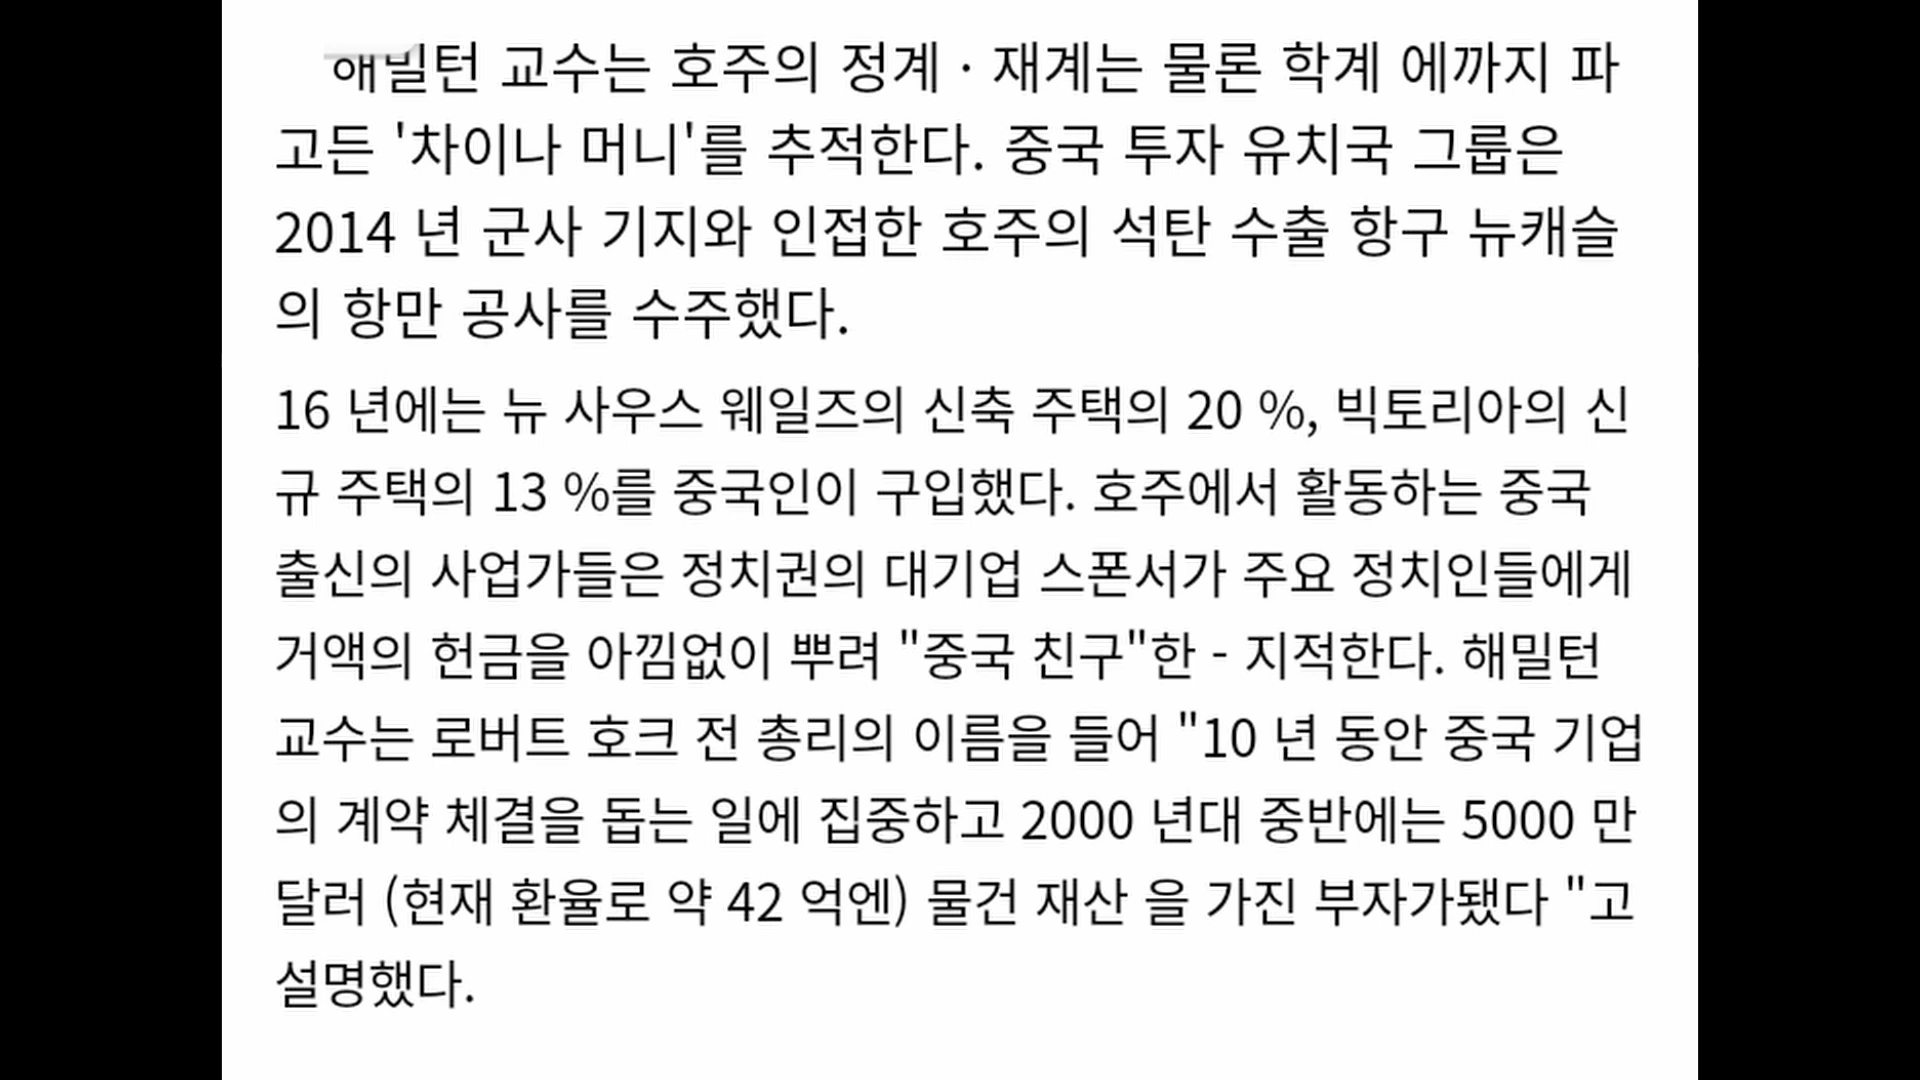 해밀턴 교수는 호주의 정계 · 재계는 물론 학계 에까지 파
고든 '차이나 머니'를 추적한다. 중국 투자 유치국 그룹은
2014 년 군사 기지와 인접한 호주의 석탄 수출 항구 뉴캐슬
의 항만 공사를 수주했다.
16 년에는 뉴 사우스 웨일즈의 신축 주택의 20 %, 빅토리아의 신
규 주택의 13 %를 중국인이 구입했다. 호주에서 활동하는 중국
출신의 사업가들은 정치권의 대기업 스폰서가 주요 정치인들에게
거액의 헌금을 아낌없이 뿌려 "중국 친구"한 - 지적한다. 해밀턴
교수는 로버트 호크 전 총리의 이름을 들어 "10 년 동안 중국 기업
의 계약 체결을 돕는 일에 집중하고 2000 년대 중반에는 5000 만
달러 (현재 환율로 약 42 억엔) 물건 재산 을 가진 부자가됐다 "고
설명했다.